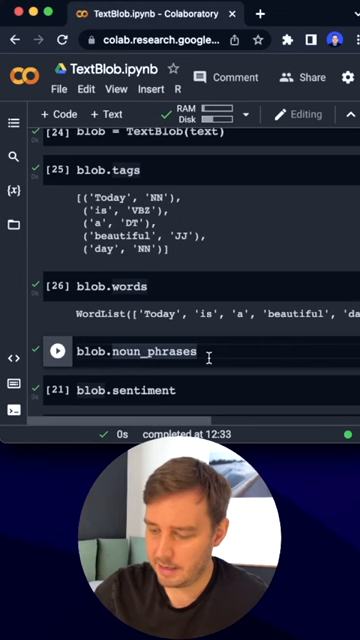 TextBlob.ipynb - Colaboratory
colab.research.google...
TextBlob.ipynb
File Edit View Insert R
Comment
Share
+ Code + Text
RAM
Disk
Editing
[24] blob = TextBlob(text)
[25] blob.tags
[('Today', 'NN'),
('is', 'VBZ'),
('a', 'DT'),
('beautiful', 'JJ'),
('day', 'NN')]
[26] blob.words
WordList(['Today', 'is', 'a', 'beautiful', 'da
blob.noun_phrases
[21] blob.sentiment
0s completed at 12:33